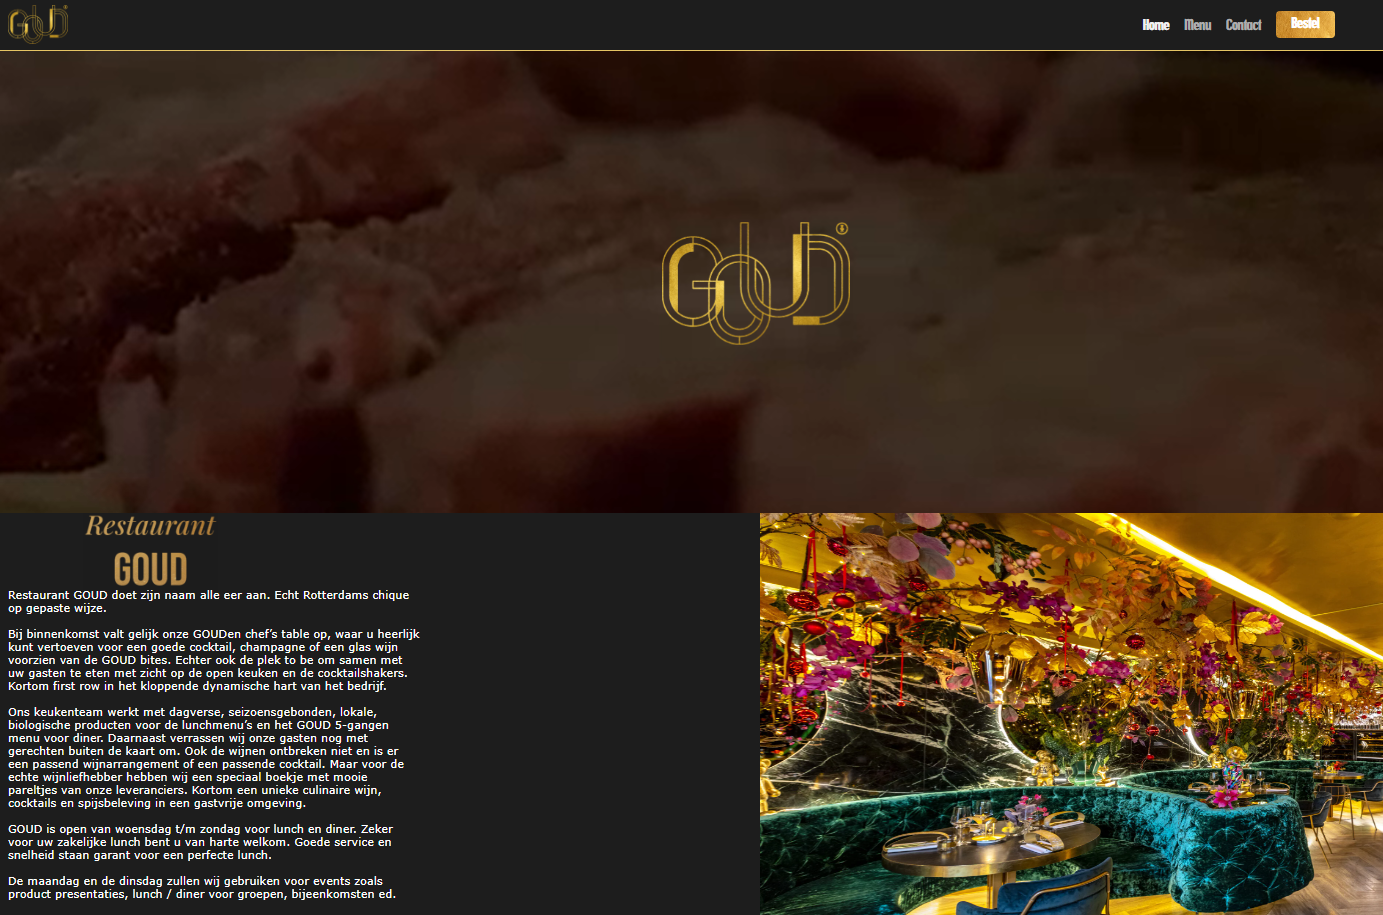 GOUD
Home Menu Contact Bestel
GOUD
Restaurant
GOUD
Restaurant GOUD doet zijn naam alle eer aan. Echt Rotterdams chique
op gepaste wijze.
Bij binnenkomst valt gelijk onze GOUDen chef’s table op, waar u heerlijk
kunt vertoeven voor een goede cocktail, champagne of een glas wijn
voorzien van de GOUD bites. Echter ook de plek to be om samen met
uw gasten te eten met zicht op de open keuken en de cocktailshakers.
Kortom first row in het kloppende dynamische hart van het bedrijf.
Ons keukenteam werkt met dagverse, seizoensgebonden, lokale,
biologische producten voor de lunchmenu’s en het GOUD 5-gangen
menu voor diner. Daarnaast verrassen wij onze gasten nog met
gerechten buiten de kaart om. Ook de wijnen ontbreken niet en is er
een passend wijnarrangement of een passende cocktail. Maar voor de
echte wijnliefhebber hebben wij een speciaal boekje met mooie
pareltjes van onze leveranciers. Kortom een unieke culinaire wijn,
cocktails en spijsbeleving in een gastvrije omgeving.
GOUD is open van woensdag t/m zondag voor lunch en diner. Zeker
voor uw zakelijke lunch bent u van harte welkom. Goede service en
snelheid staan garant voor een perfecte lunch.
De maandag en de dinsdag zullen wij gebruiken voor events zoals
product presentaties, lunch / diner voor groepen, bijeenkomsten ed.